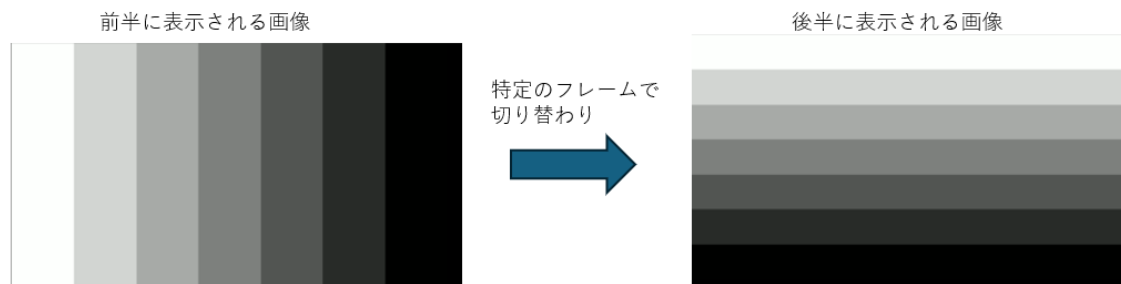 前半に表示される画像
後半に表示される画像
特定のフレームで
切り替わり